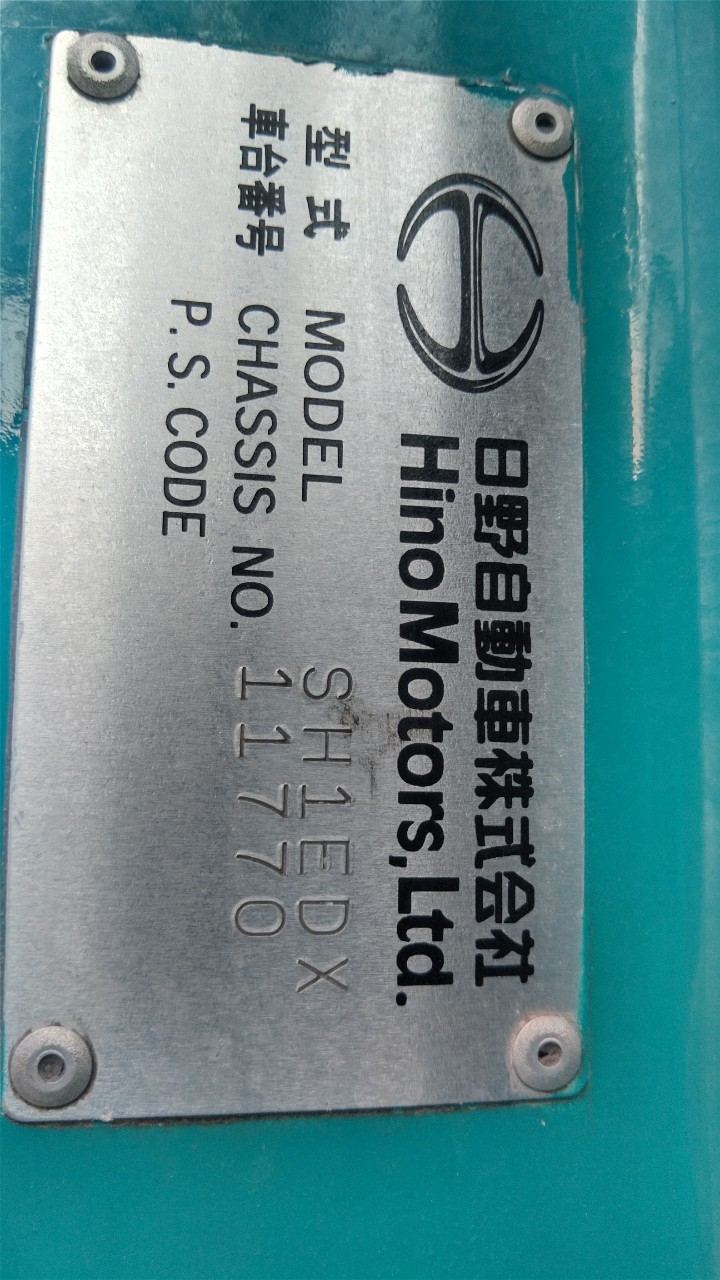 日野自動車株式会社
Hino Motors, Ltd.
型式 MODEL SH1EDX
車台番号 CHASSIS NO. 11770
P. S. CODE